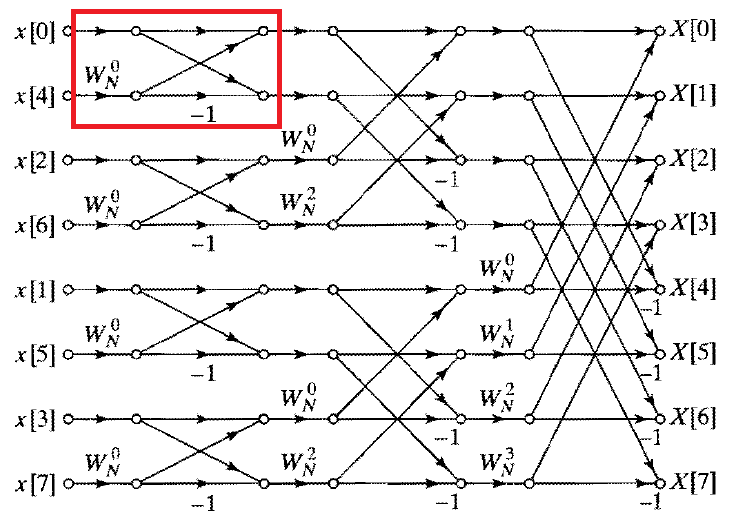 x[0] X[0]
W_N^0
x[4] -1 X[1]
W_N^0
x[2] -1 X[2]
W_N^0 W_N^2
x[6] -1 -1 X[3]
W_N^0
x[1] X[4]
-1
W_N^0 W_N^1
x[5] -1 X[5]
-1
W_N^0 W_N^2
x[3] -1 X[6]
-1
W_N^0 W_N^2 W_N^3
x[7] -1 -1 -1 X[7]